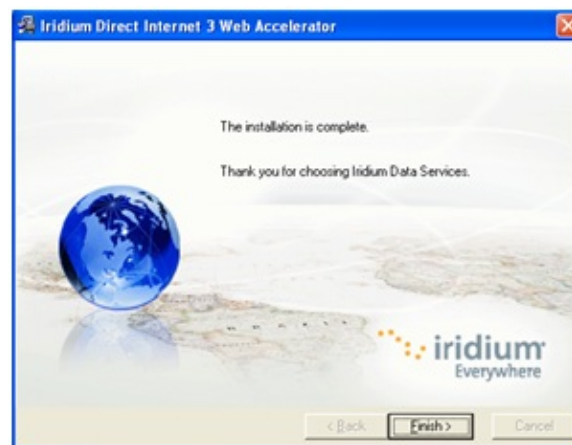 Iridium Direct Internet 3 Web Accelerator
The installation is complete.
Thank you for choosing Iridium Data Services.
iridium
Everywhere
< Back
Finish >
Cancel